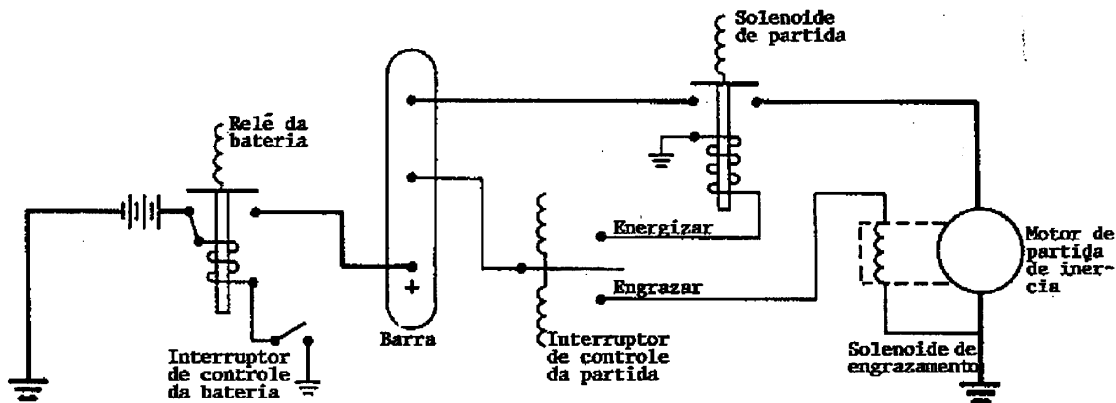 Solenoide
de partida
Relé da
bateria
Energizar
Engrazar
Motor de
partida
de inér-
cia
+
Barra
Interruptor
de controle
da partida
Interruptor
de controle
da bateria
Solenoide de
engrazamento